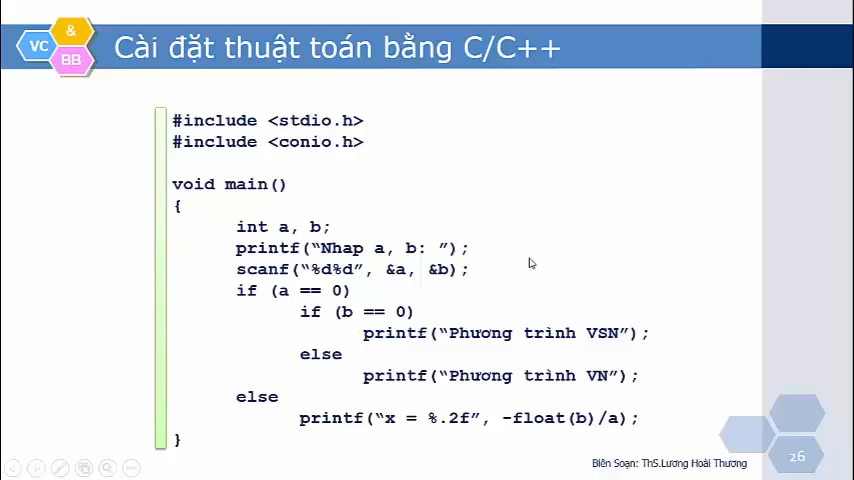 VC
&
BB
Cài đặt thuật toán bằng C/C++
#include <stdio.h>
#include <conio.h>
void main()
{
int a, b;
printf(“Nhap a, b: ”);
scanf(“%d%d”, &a, &b);
if (a == 0)
if (b == 0)
printf(“Phương trình VSN”);
else
printf(“Phương trình VN”);
else
printf(“x = %.2f”, -float(b)/a);
}
Biên Soạn: ThS.Lương Hoài Thương
26